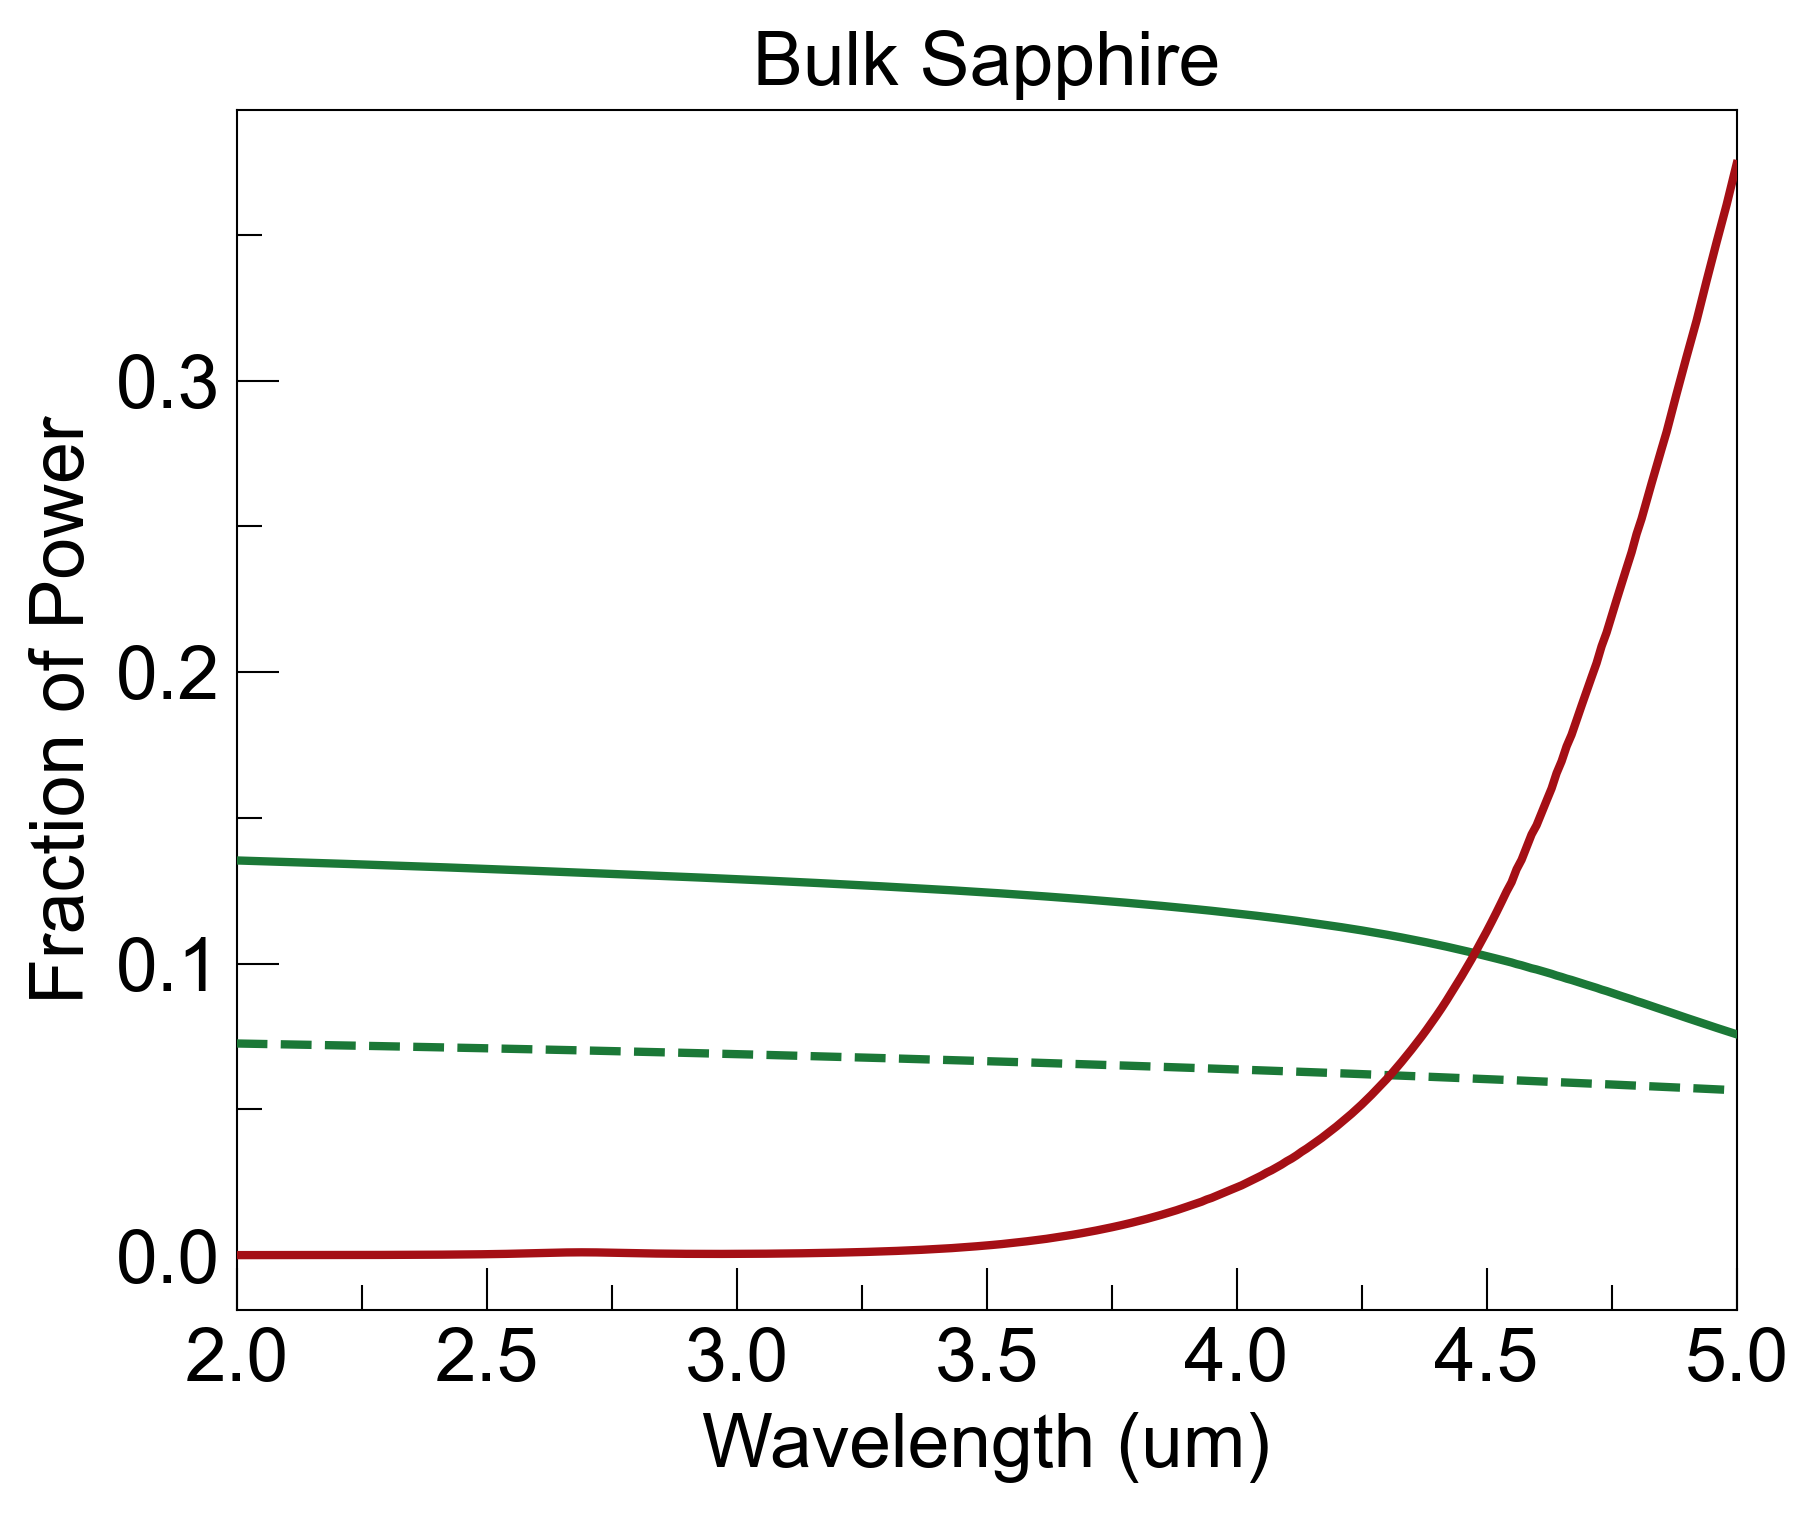 Bulk Sapphire
Fraction of Power
0.3
0.2
0.1
0.0
2.0 2.5 3.0 3.5 4.0 4.5 5.0
Wavelength (um)